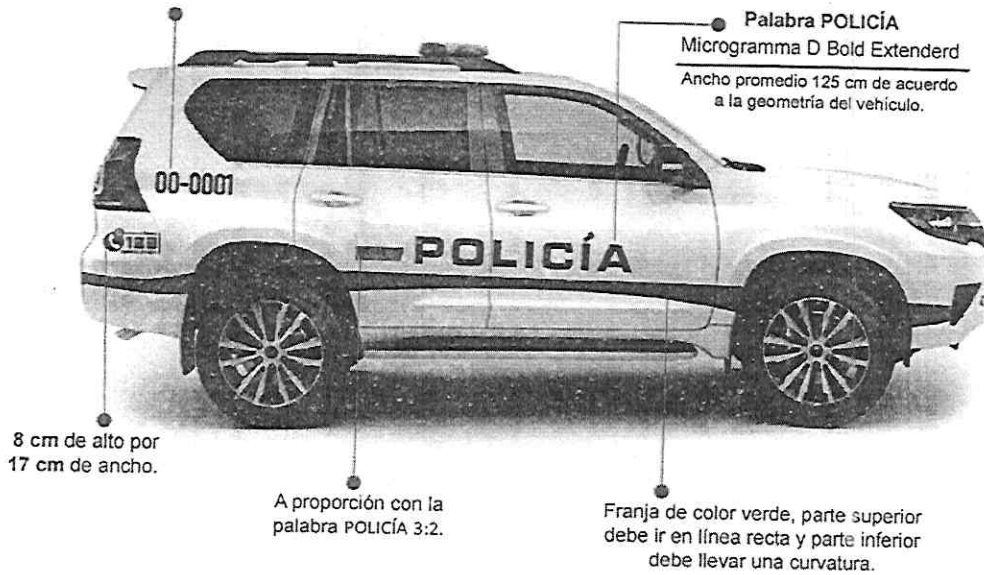 Palabra POLICÍA
Microgramma D Bold Extenderd
Ancho promedio 125 cm de acuerdo
a la geometría del vehículo.
00-0001
123
POLICÍA
8 cm de alto por
17 cm de ancho.
A proporción con la
palabra POLICÍA 3:2.
Franja de color verde, parte superior
debe ir en línea recta y parte inferior
debe llevar una curvatura.